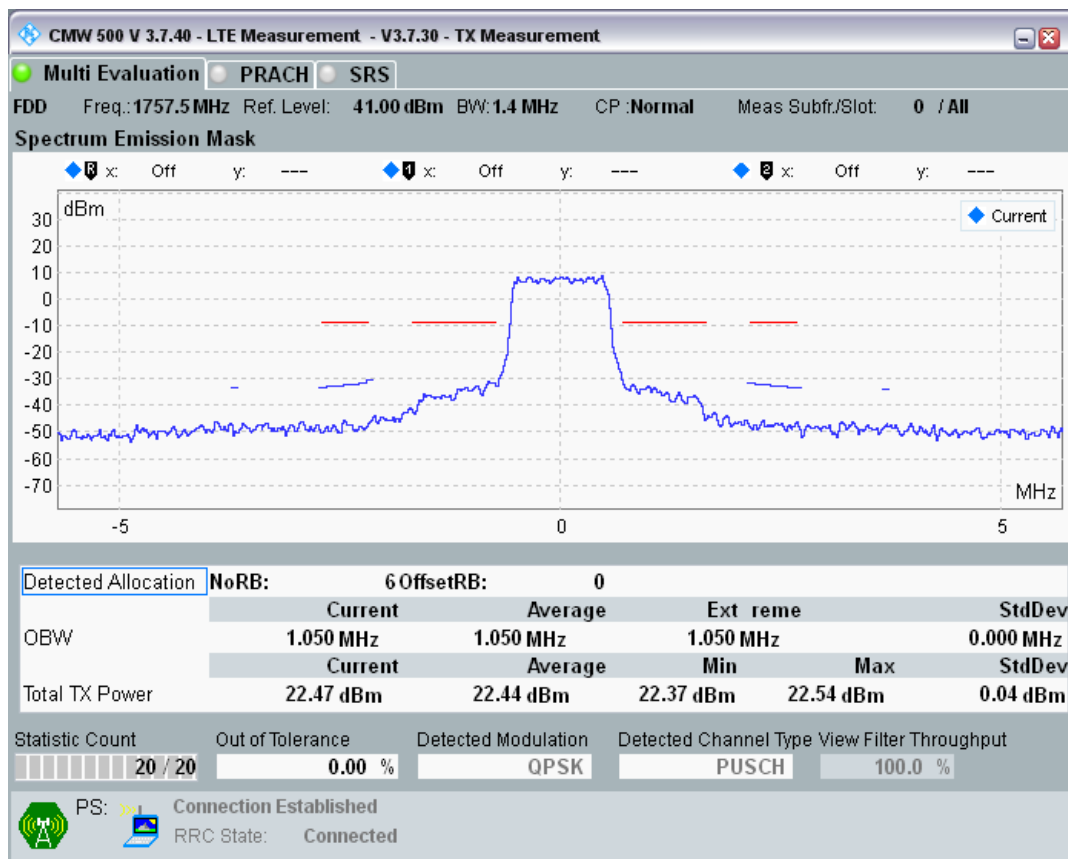 CMW 500 V 3.7.40 - LTE Measurement - V3.7.30 - TX Measurement
Multi Evaluation PRACH SRS
FDD Freq.: 1757.5 MHz Ref. Level: 41.00 dBm BW: 1.4 MHz CP : Normal Meas Subfr./Slot: 0 / All
Spectrum Emission Mask
R x: Off y: --- 1 x: Off y: --- 2 x: Off y: ---
dBm
Current
30
20
10
0
-10
-20
-30
-40
-50
-60
-70
MHz
-5 0 5
Detected Allocation NoRB: 6 OffsetRB: 0
Current Average Ext reme StdDev
OBW 1.050 MHz 1.050 MHz 1.050 MHz 0.000 MHz
Current Average Min Max StdDev
Total TX Power 22.47 dBm 22.44 dBm 22.37 dBm 22.54 dBm 0.04 dBm
Statistic Count Out of Tolerance Detected Modulation Detected Channel Type View Filter Throughput
20 / 20 0.00 % QPSK PUSCH 100.0 %
PS: Connection Established
RRC State: Connected